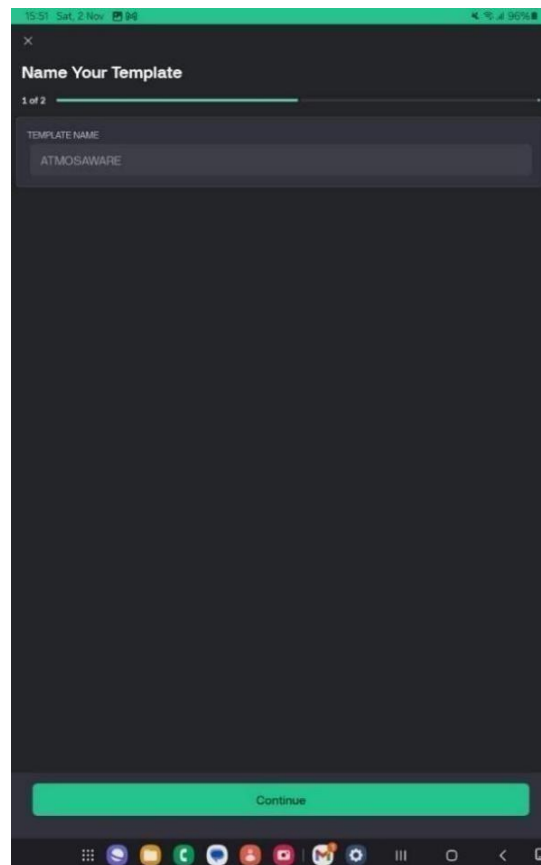 15:51 Sat, 2 Nov 96%
Name Your Template
1 of 2
TEMPLATE NAME
ATMOSAWARE
Continue